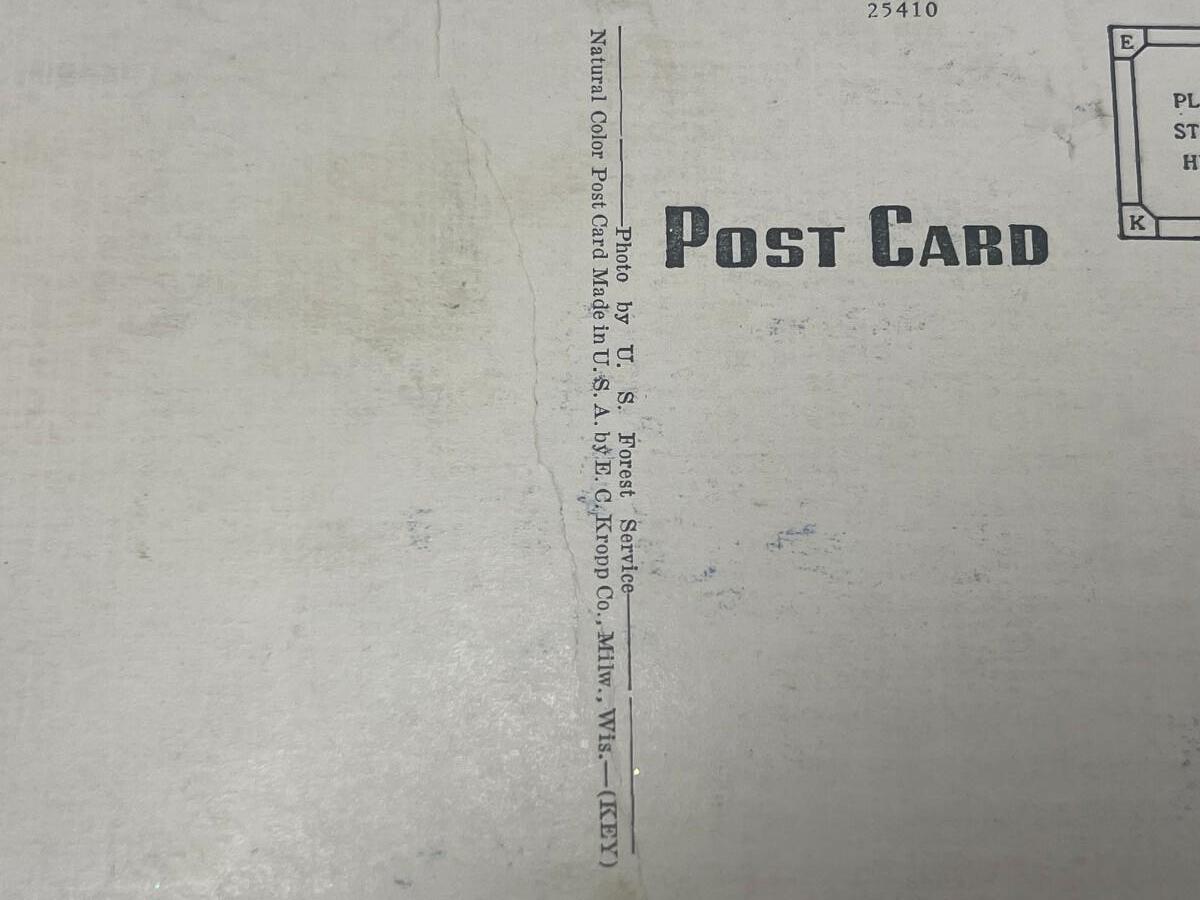 25410
E
PL
ST
H
K
POST CARD
Photo by U. S. Forest Service
Natural Color Post Card Made in U. S. A. by E. C. Kropp Co., Milw., Wis.—(KEY)